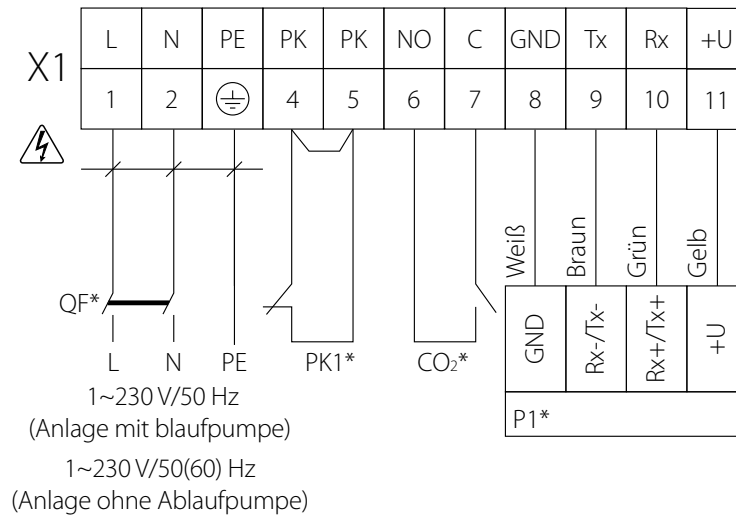 X1
L N PE PK PK NO C GND Tx Rx +U
1 2 4 5 6 7 8 9 10 11
Weiß Braun Grün Gelb
QF*
GND Rx-/Tx- Rx+/Tx+ +U
L N PE PK1* CO₂*
P1*
1~230 V/50 Hz
(Anlage mit blaufpumpe)
1~230 V/50(60) Hz
(Anlage ohne Ablaufpumpe)